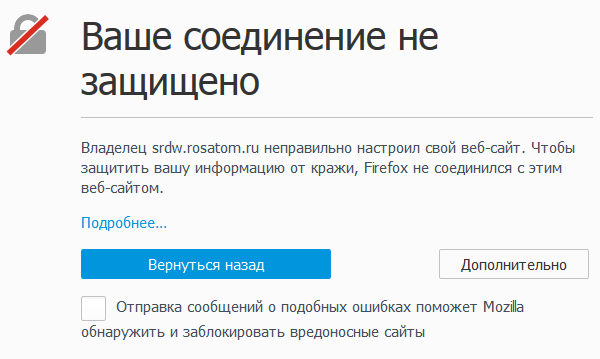 Ваше соединение не
защищено
Владелец srdw.rosatom.ru неправильно настроил свой веб-сайт. Чтобы
защитить вашу информацию от кражи, Firefox не соединился с этим
веб-сайтом.
Подробнее...
Вернуться назад
Дополнительно
Отправка сообщений о подобных ошибках поможет Mozilla
обнаружить и заблокировать вредоносные сайты